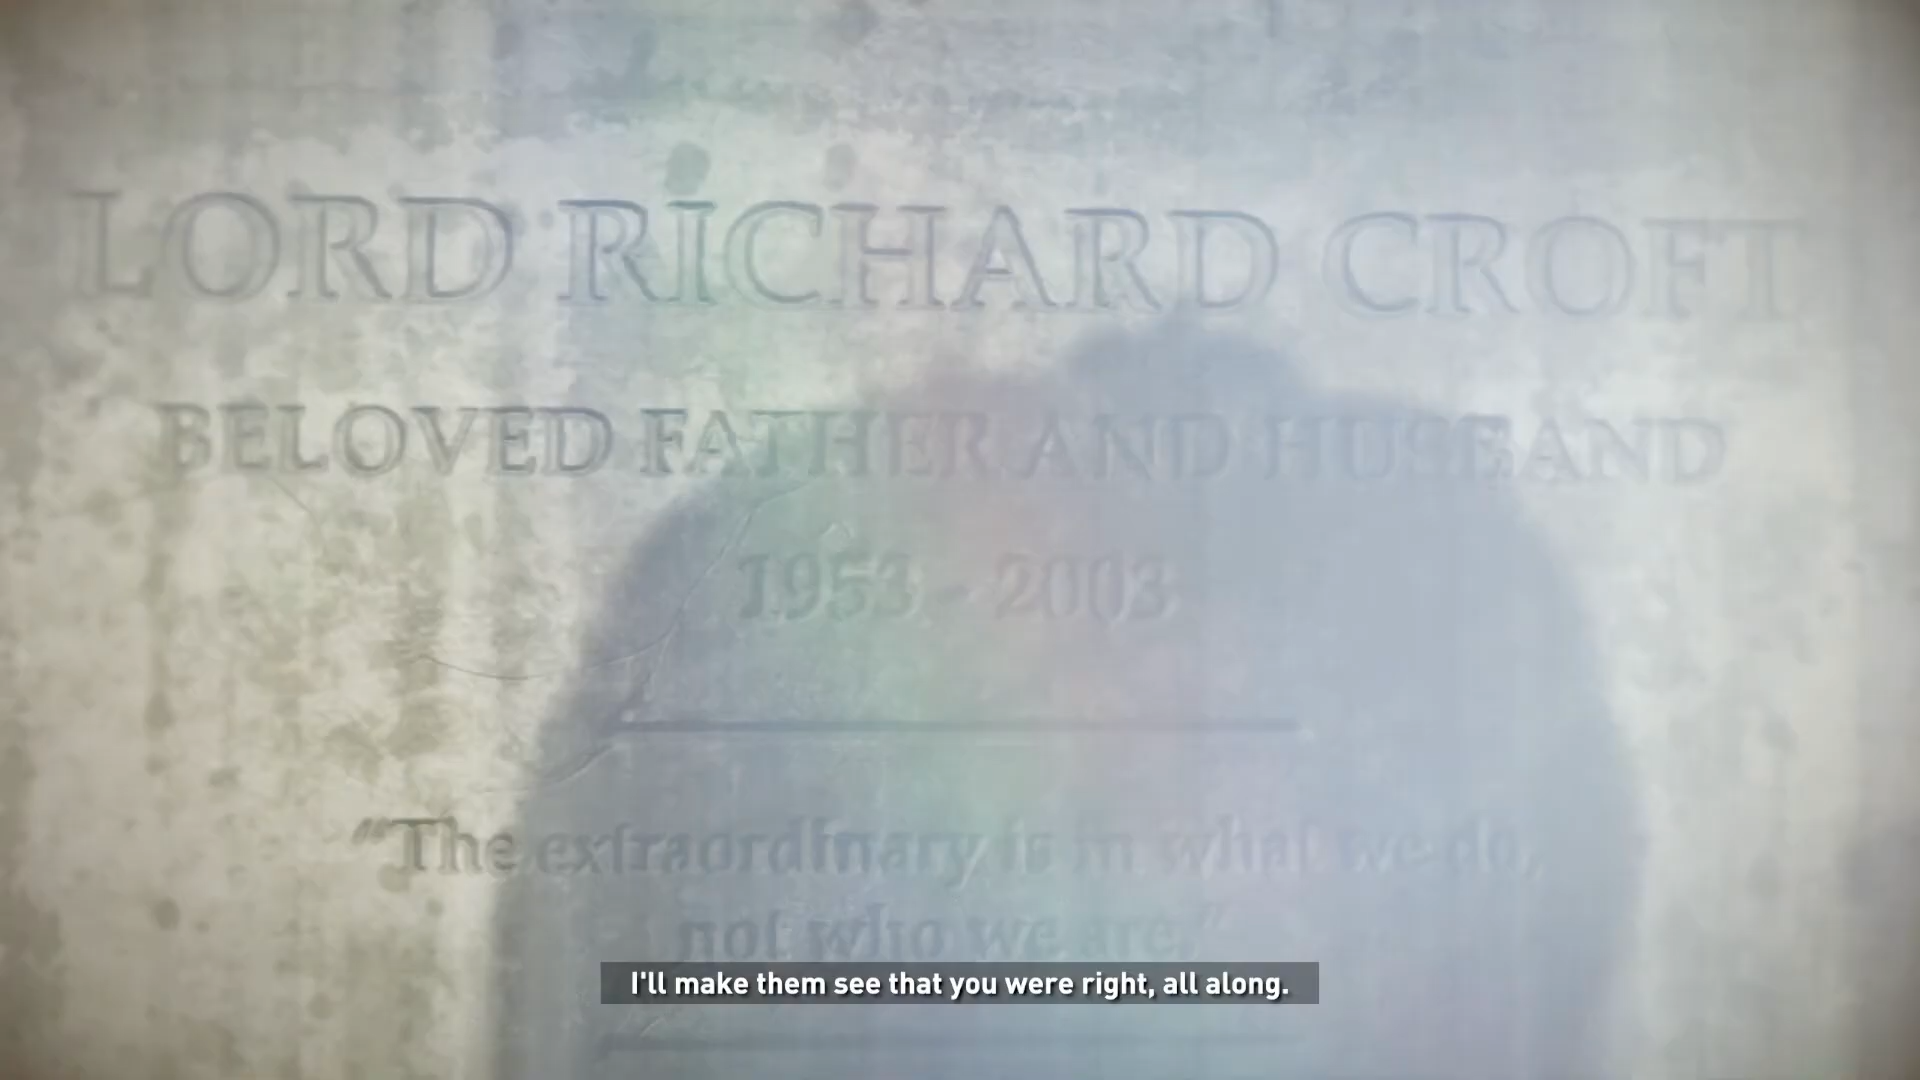 LORD RICHARD CROFT
BELOVED FATHER AND HUSBAND
1953 - 2003
"The extraordinary is in what we do,
not who we are."
I'll make them see that you were right, all along.